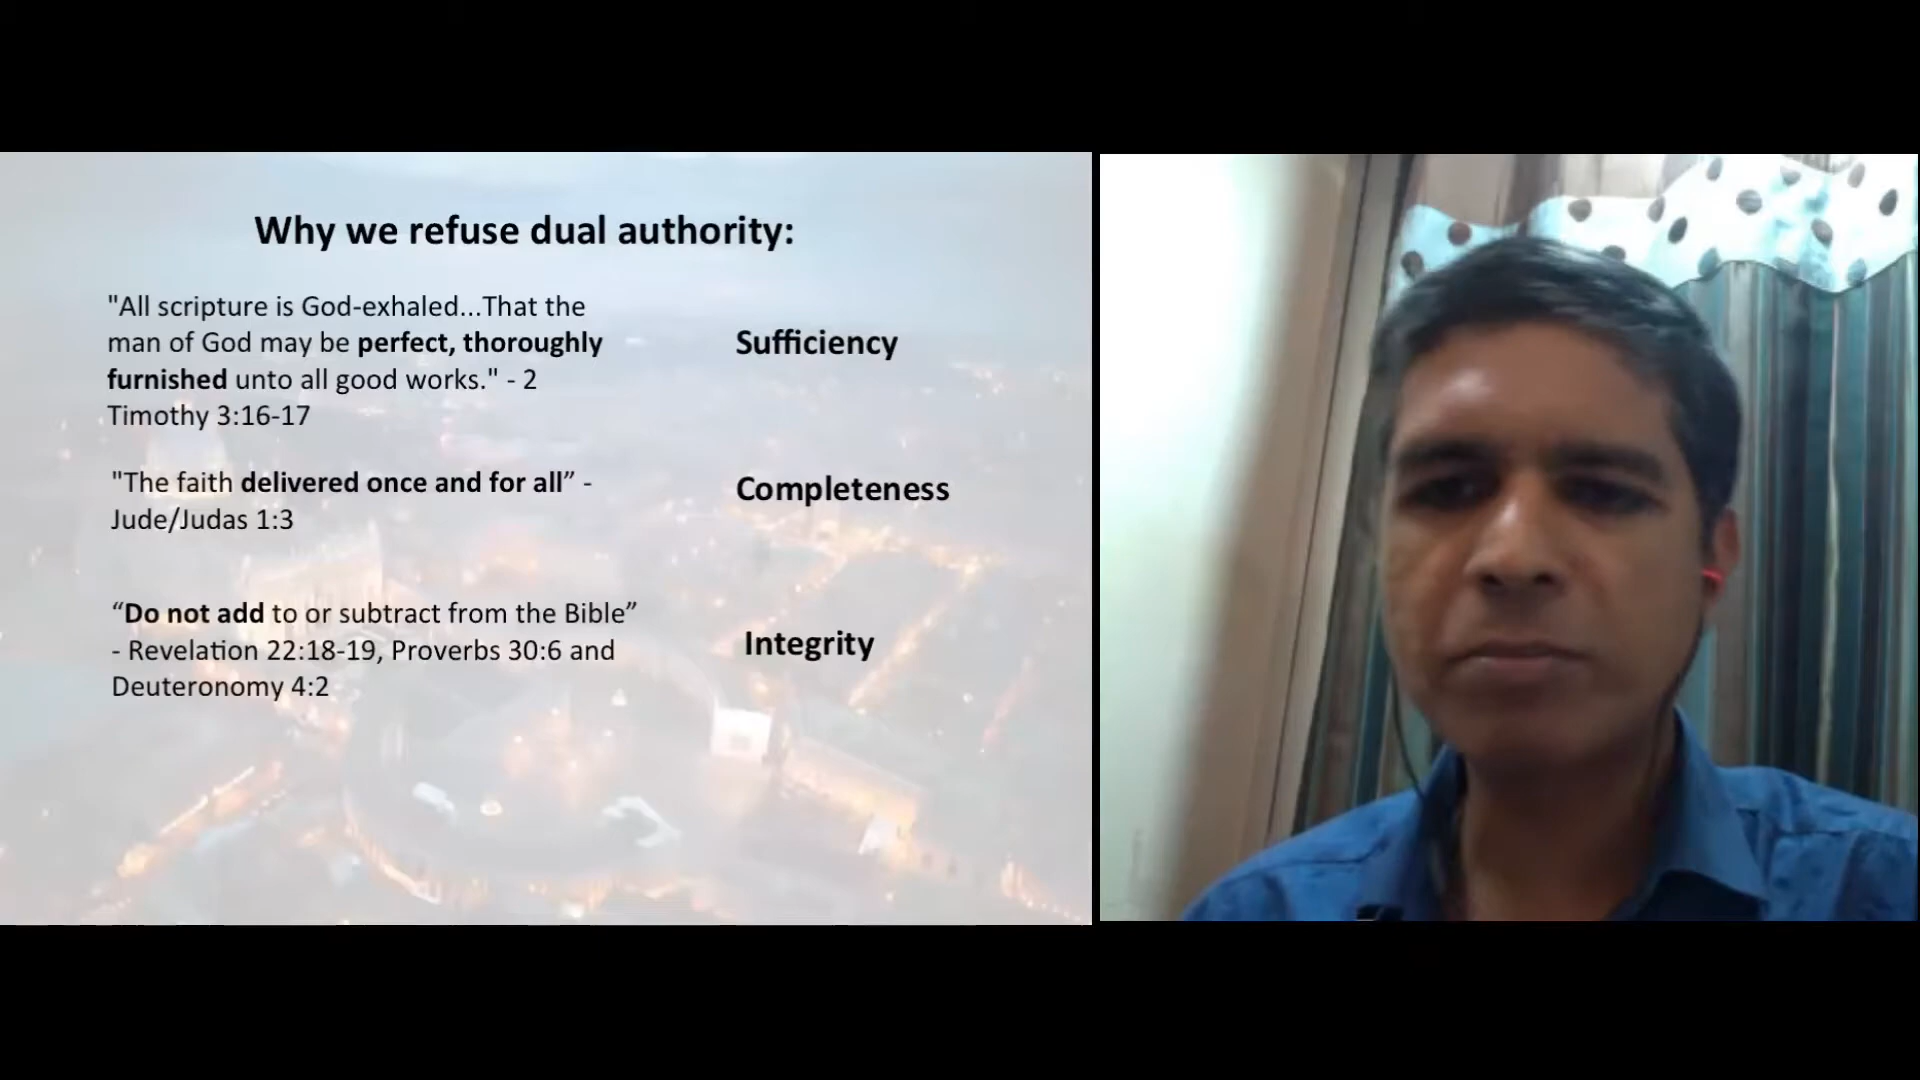 Why we refuse dual authority:
"All scripture is God-exhaled...That the
man of God may be perfect, thoroughly
furnished unto all good works." - 2
Timothy 3:16-17
Sufficiency
"The faith delivered once and for all” -
Jude/Judas 1:3
Completeness
“Do not add to or subtract from the Bible”
- Revelation 22:18-19, Proverbs 30:6 and
Deuteronomy 4:2
Integrity